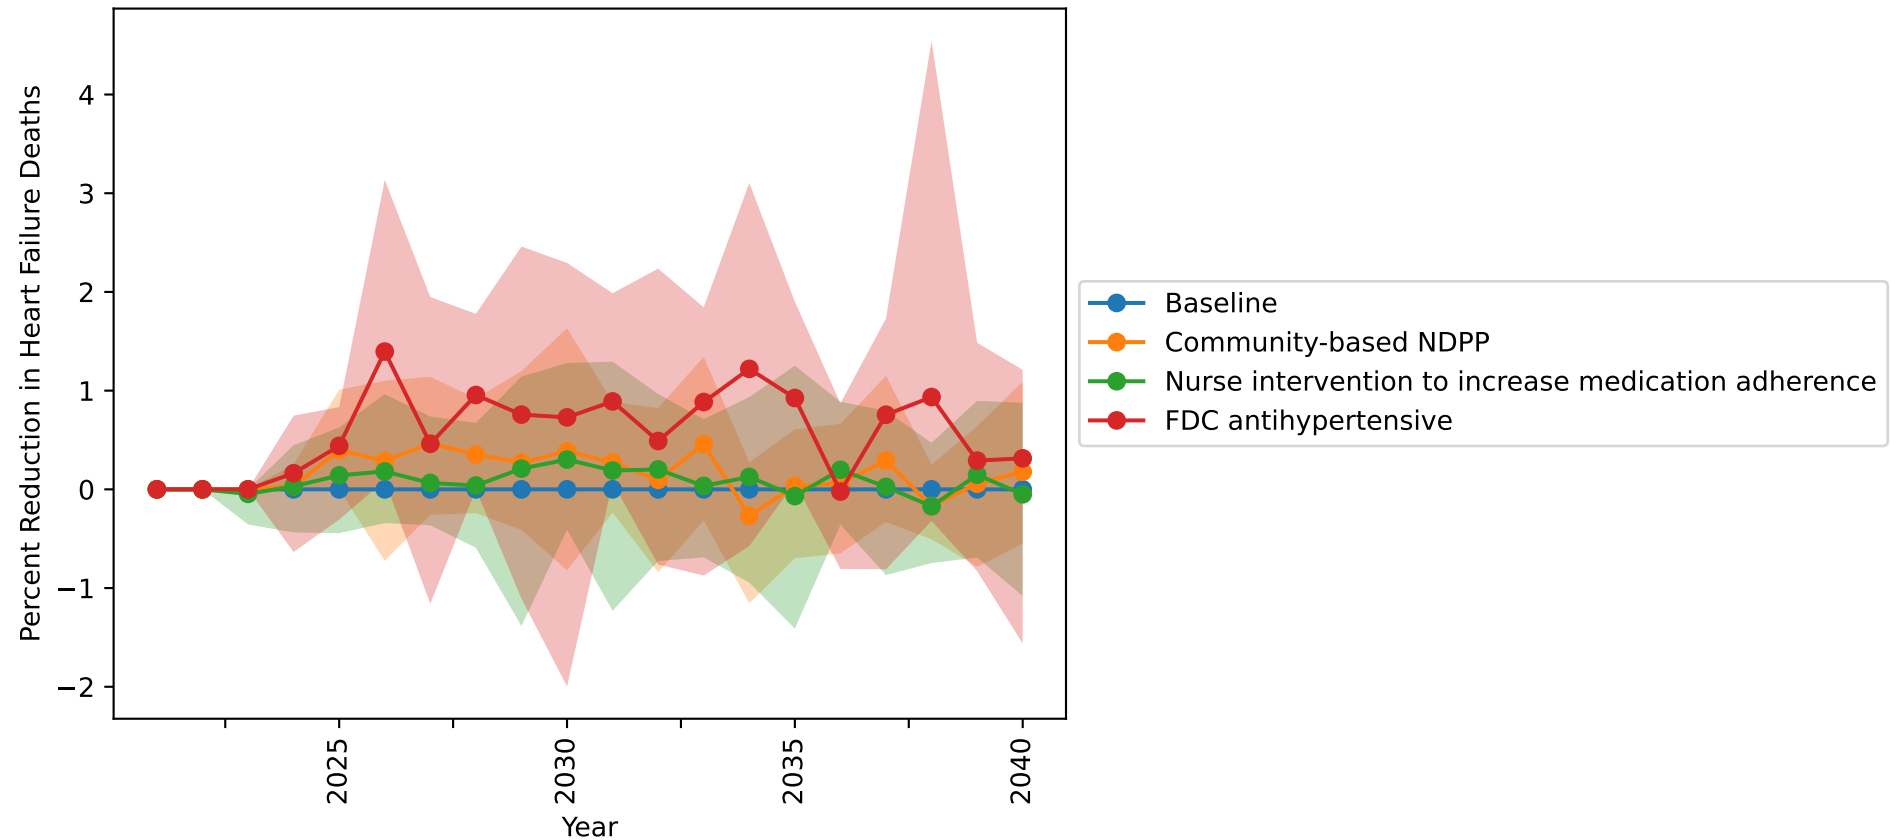 Percent Reduction in Heart Failure Deaths
4
3
2
1
0
−1
−2
2025
2030
2035
2040
Year
Baseline
Community-based NDPP
Nurse intervention to increase medication adherence
FDC antihypertensive